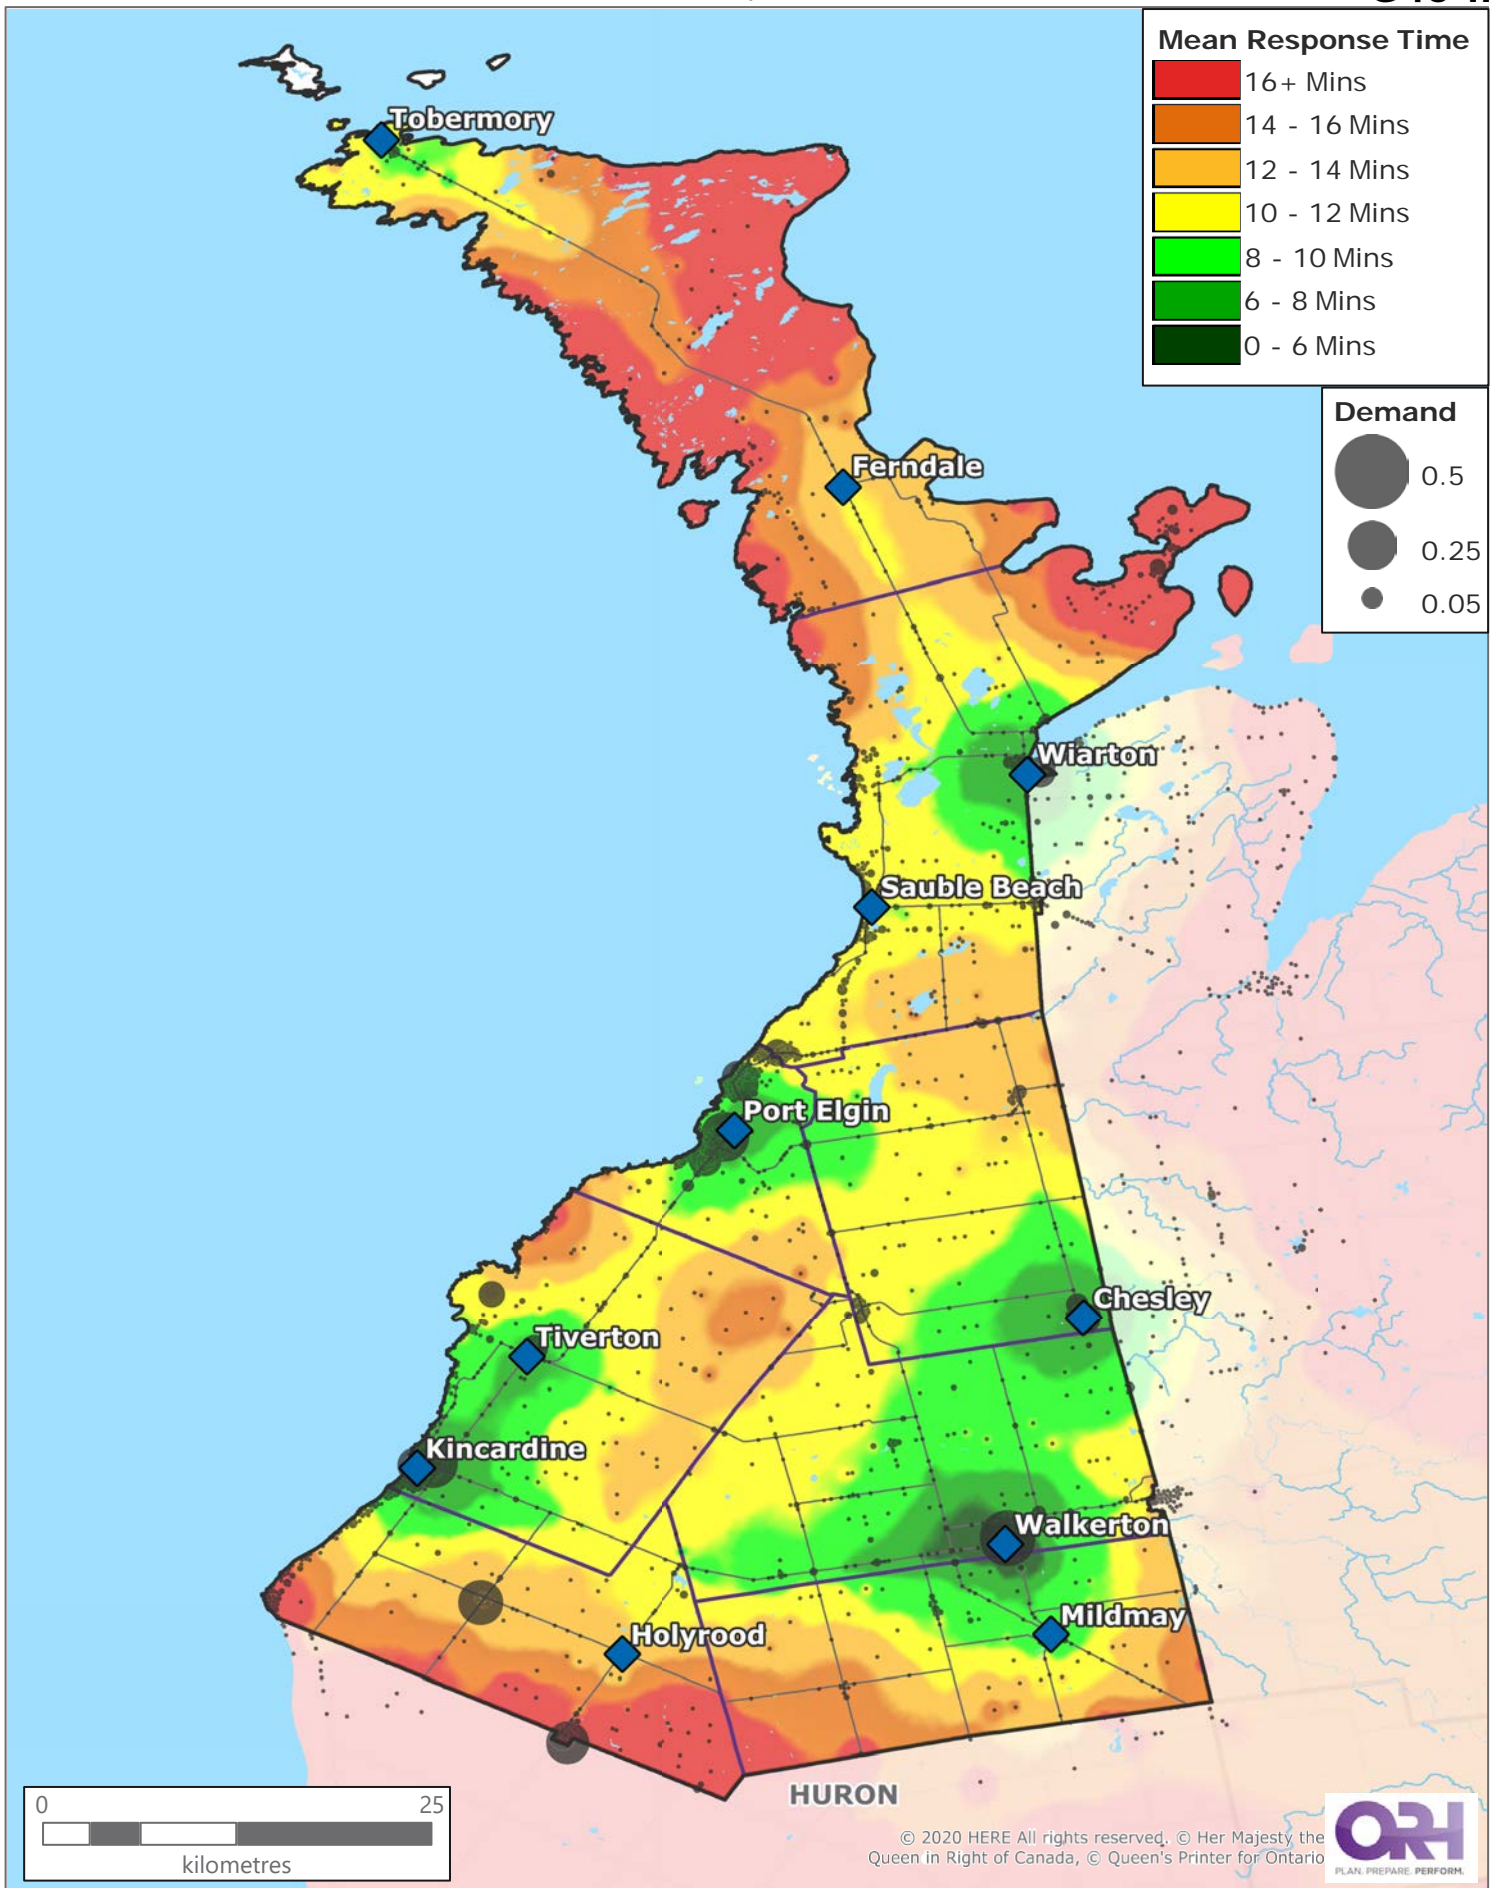 Mean Response Time
16+ Mins
14 - 16 Mins
12 - 14 Mins
10 - 12 Mins
8 - 10 Mins
6 - 8 Mins
0 - 6 Mins
Demand
0.5
0.25
0.05
Tobermory
Ferndale
Wiarton
Sauble Beach
Port Elgin
Chesley
Tiverton
Kincardine
Walkerton
Mildmay
Holyrood
HURON
0 25
kilometres
© 2020 HERE All rights reserved. © Her Majesty the
Queen in Right of Canada, © Queen's Printer for Ontario
ORH
PLAN. PREPARE. PERFORM.